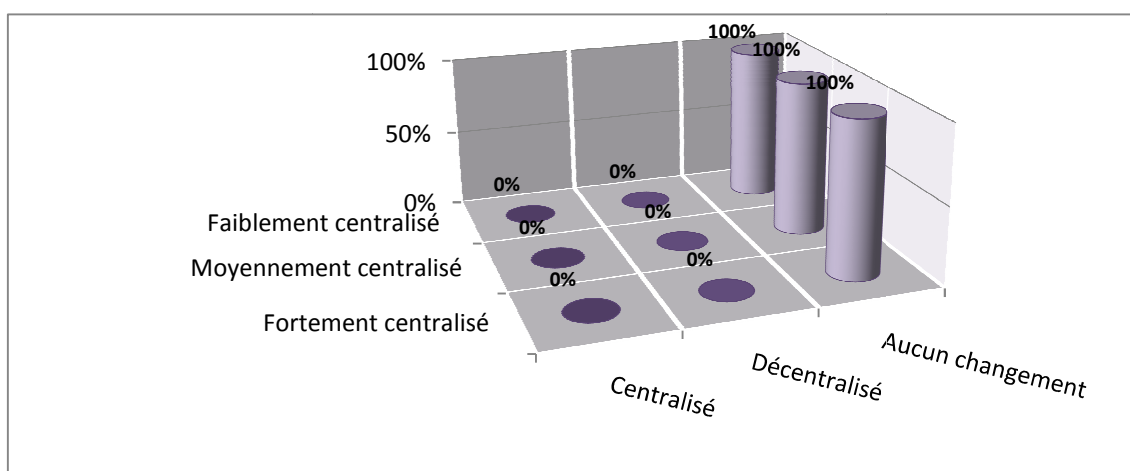 100%
100%
100%
100%
50%
0%
0%
0%
0%
0%
0%
0%
0%
Faiblement centralisé
Moyennement centralisé
Fortement centralisé
Centralisé
Décentralisé
Aucun changement